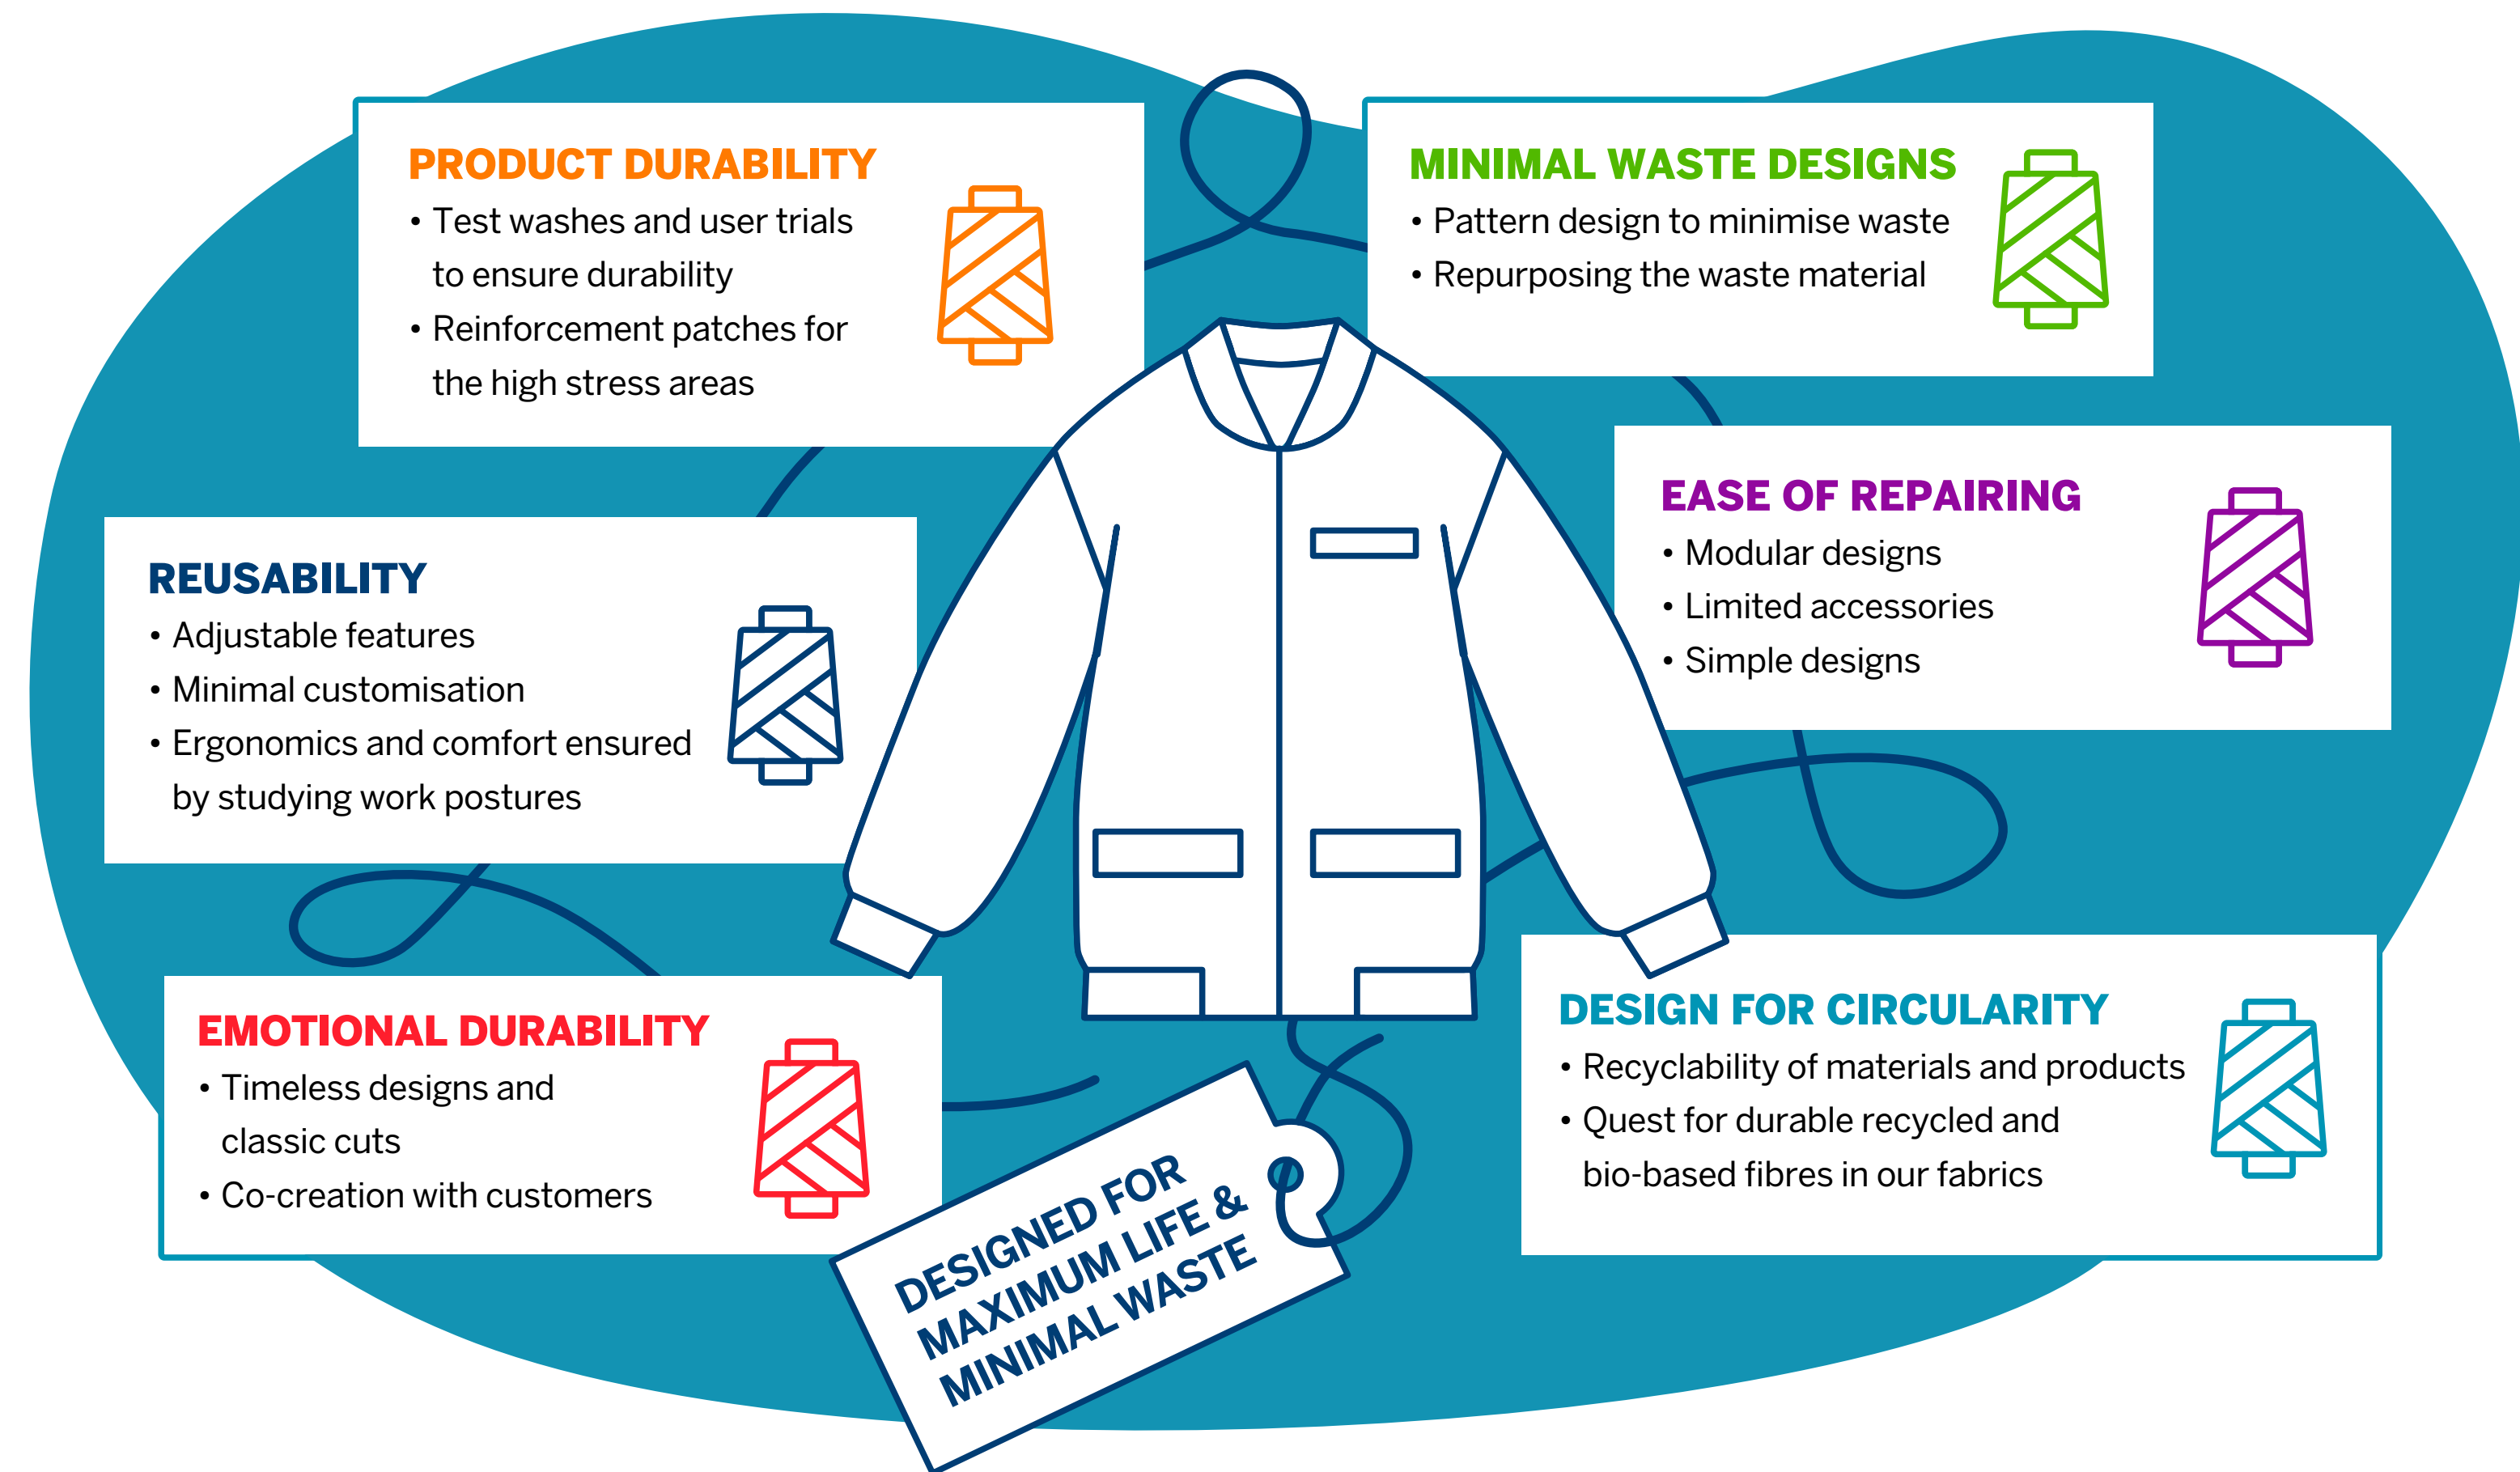 PRODUCT DURABILITY
• Test washes and user trials
to ensure durability
• Reinforcement patches for
the high stress areas
MINIMAL WASTE DESIGNS
• Pattern design to minimise waste
• Repurposing the waste material
REUSABILITY
• Adjustable features
• Minimal customisation
• Ergonomics and comfort ensured
by studying work postures
EASE OF REPAIRING
• Modular designs
• Limited accessories
• Simple designs
EMOTIONAL DURABILITY
• Timeless designs and
classic cuts
• Co-creation with customers
DESIGN FOR CIRCULARITY
• Recyclability of materials and products
• Quest for durable recycled and
bio-based fibres in our fabrics
DESIGNED FOR
MAXIMUM LIFE &
MINIMAL WASTE